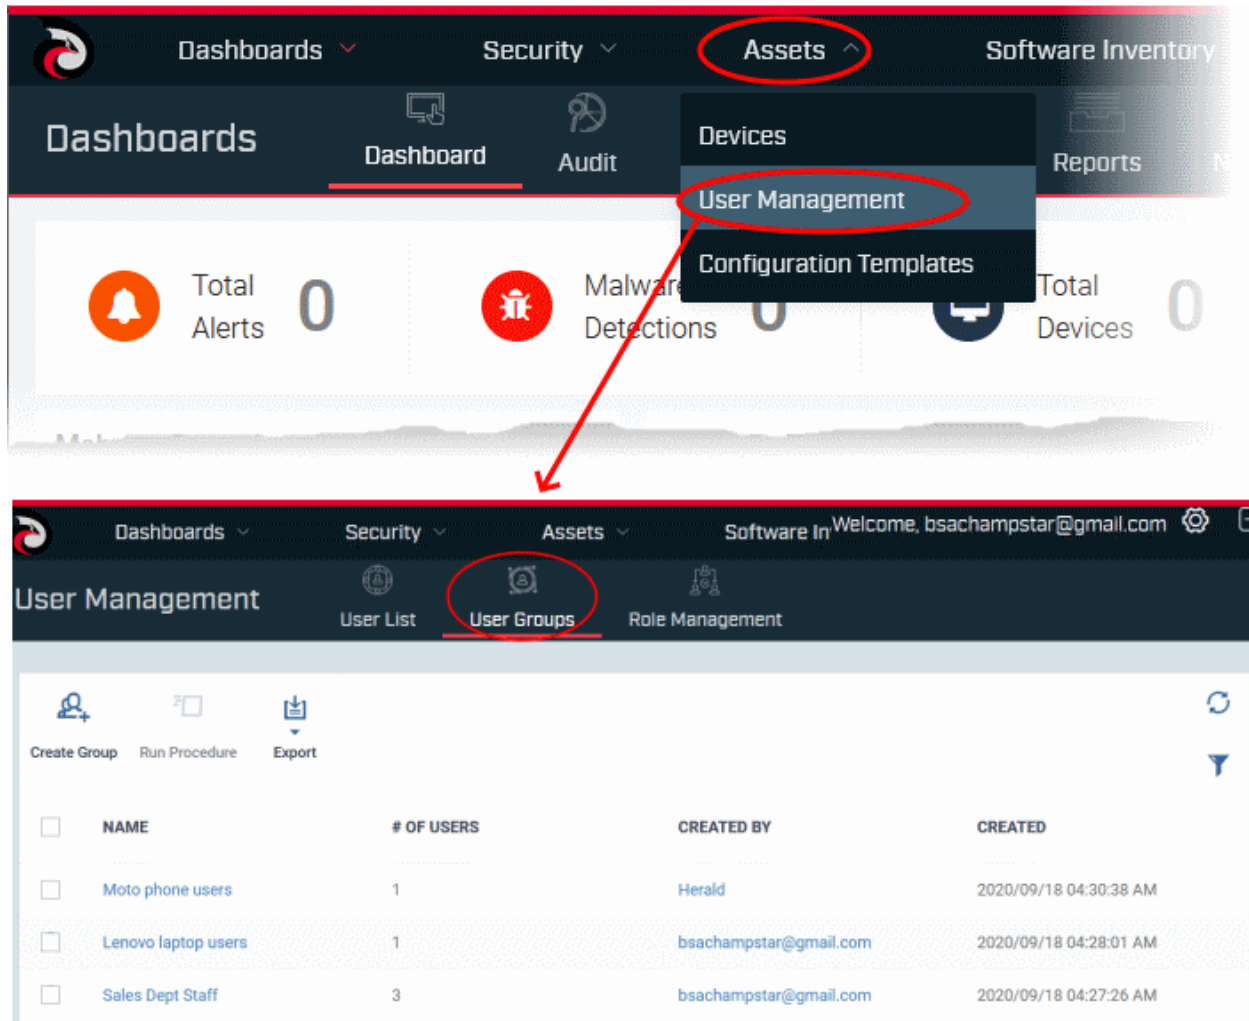 Dashboards Security Assets Software Inventory
Dashboards Dashboard Audit Reports
Devices
User Management
Configuration Templates
Total Alerts 0
Malware Detections 0
Total Devices 0
Dashboards Security Assets Software In Welcome, bsachampstar@gmail.com
User Management User List User Groups Role Management
Create Group Run Procedure Export
NAME # OF USERS CREATED BY CREATED
Moto phone users 1 Herald 2020/09/18 04:30:38 AM
Lenovo laptop users 1 bsachampstar@gmail.com 2020/09/18 04:28:01 AM
Sales Dept Staff 3 bsachampstar@gmail.com 2020/09/18 04:27:26 AM